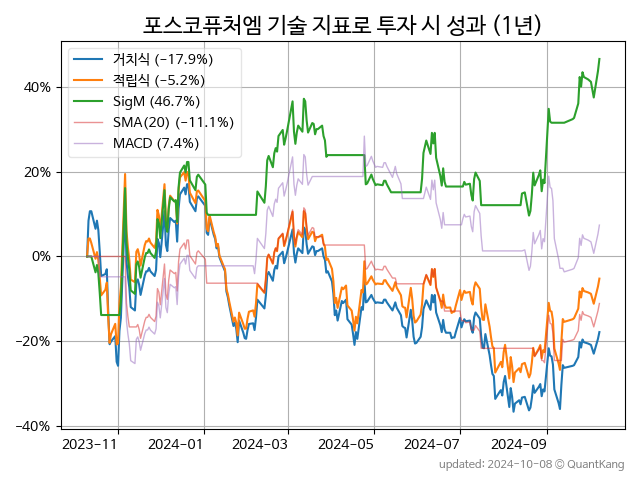 포스코퓨처엠 기술 지표로 투자 시 성과 (1년)
거치식 (−17.9%)
적립식 (−5.2%)
SigM (46.7%)
SMA(20) (−11.1%)
MACD (7.4%)
40%
20%
0%
−20%
−40%
2023−11 2024−01 2024−03 2024−05 2024−07 2024−09
updated: 2024-10-08 ⓒ QuantKang